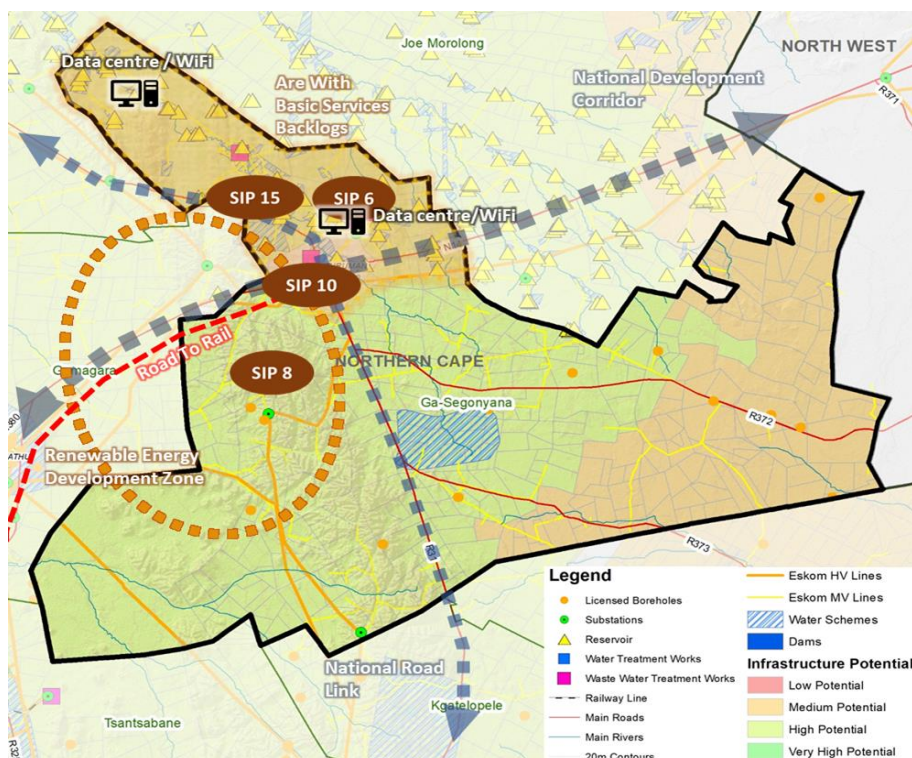 Joe Morolong
NORTH WEST
Data centre / WiFi
Are With
Basic Services
Backlogs
National Development
Corridor
R371
SIP 15
SIP 6
Data centre/WiFi
SIP 10
Road To Rail
NORTHERN CAPE
SIP 8
Ga-Segonyana
R372
Renewable Energy
Development Zone
R31
R373
National Road
Link
Kgatelopele
Tsantsabane
Legend
Licensed Boreholes
Substations
Reservoir
Water Treatment Works
Waste Water Treatment Works
Railway Line
Main Roads
Main Rivers
20m Contours
Eskom HV Lines
Eskom MV Lines
Water Schemes
Dams
Infrastructure Potential
Low Potential
Medium Potential
High Potential
Very High Potential